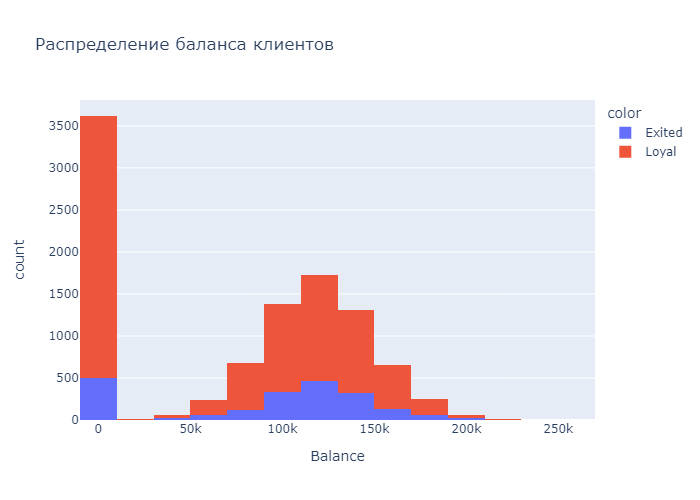 Распределение баланса клиентов
color
Exited
Loyal
count
3500
3000
2500
2000
1500
1000
500
0
0
50k
100k
150k
200k
250k
Balance